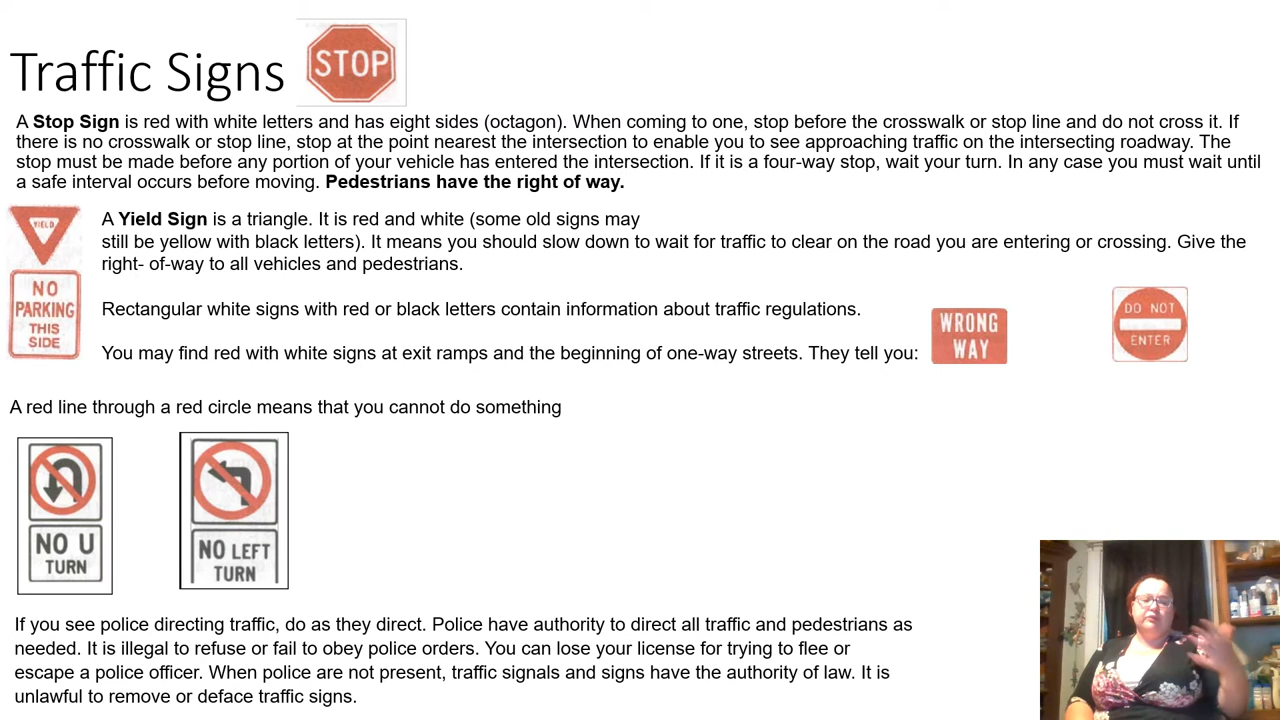 Traffic Signs
STOP
A Stop Sign is red with white letters and has eight sides (octagon). When coming to one, stop before the crosswalk or stop line and do not cross it. If
there is no crosswalk or stop line, stop at the point nearest the intersection to enable you to see approaching traffic on the intersecting roadway. The
stop must be made before any portion of your vehicle has entered the intersection. If it is a four-way stop, wait your turn. In any case you must wait until
a safe interval occurs before moving. Pedestrians have the right of way.
YIELD
A Yield Sign is a triangle. It is red and white (some old signs may
still be yellow with black letters). It means you should slow down to wait for traffic to clear on the road you are entering or crossing. Give the
right- of-way to all vehicles and pedestrians.
NO
PARKING
THIS
SIDE
Rectangular white signs with red or black letters contain information about traffic regulations.
You may find red with white signs at exit ramps and the beginning of one-way streets. They tell you:
WRONG
WAY
DO NOT
ENTER
A red line through a red circle means that you cannot do something
NO U
TURN
NO LEFT
TURN
If you see police directing traffic, do as they direct. Police have authority to direct all traffic and pedestrians as
needed. It is illegal to refuse or fail to obey police orders. You can lose your license for trying to flee or
escape a police officer. When police are not present, traffic signals and signs have the authority of law. It is
unlawful to remove or deface traffic signs.